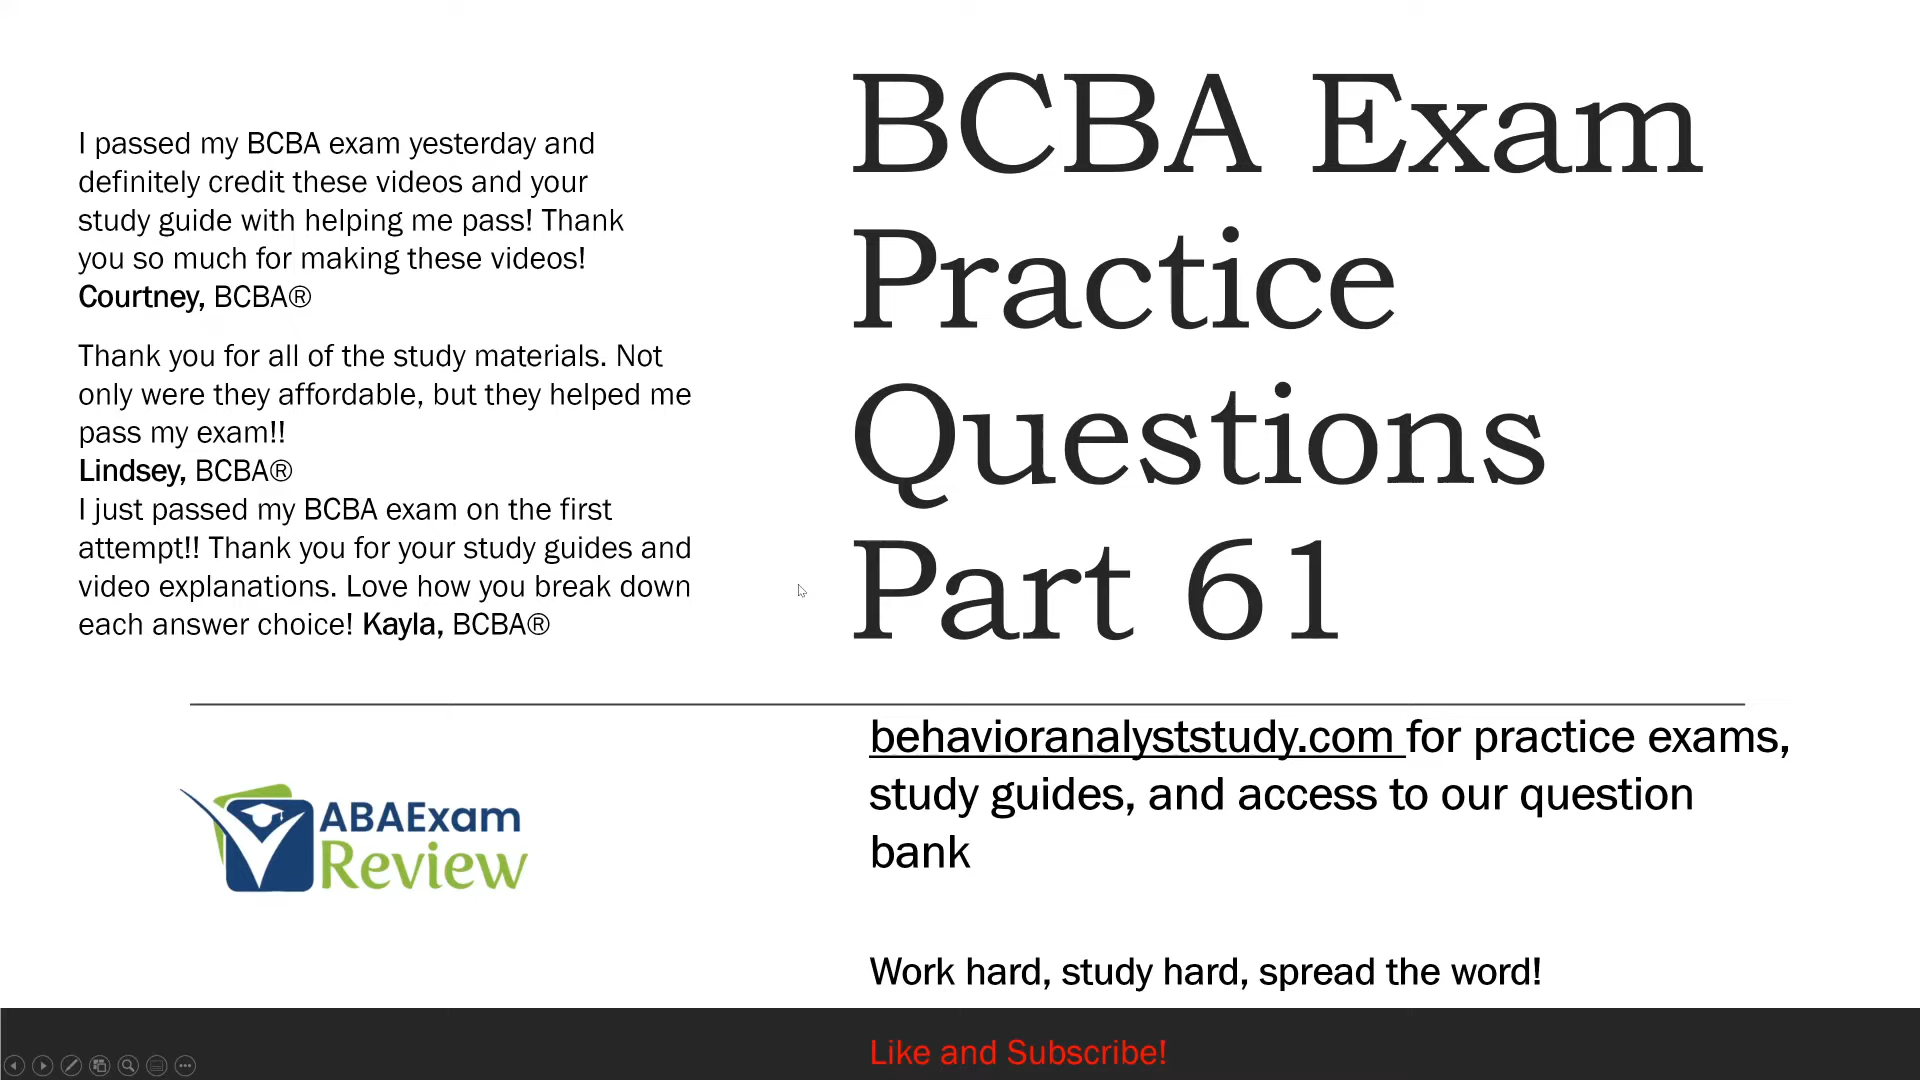 I passed my BCBA exam yesterday and
definitely credit these videos and your
study guide with helping me pass! Thank
you so much for making these videos!
Courtney, BCBA®
Thank you for all of the study materials. Not
only were they affordable, but they helped me
pass my exam!!
Lindsey, BCBA®
I just passed my BCBA exam on the first
attempt!! Thank you for your study guides and
video explanations. Love how you break down
each answer choice! Kayla, BCBA®
BCBA Exam
Practice
Questions
Part 61
ABAExam
Review
behavioranalyststudy.com for practice exams,
study guides, and access to our question
bank
Work hard, study hard, spread the word!
Like and Subscribe!